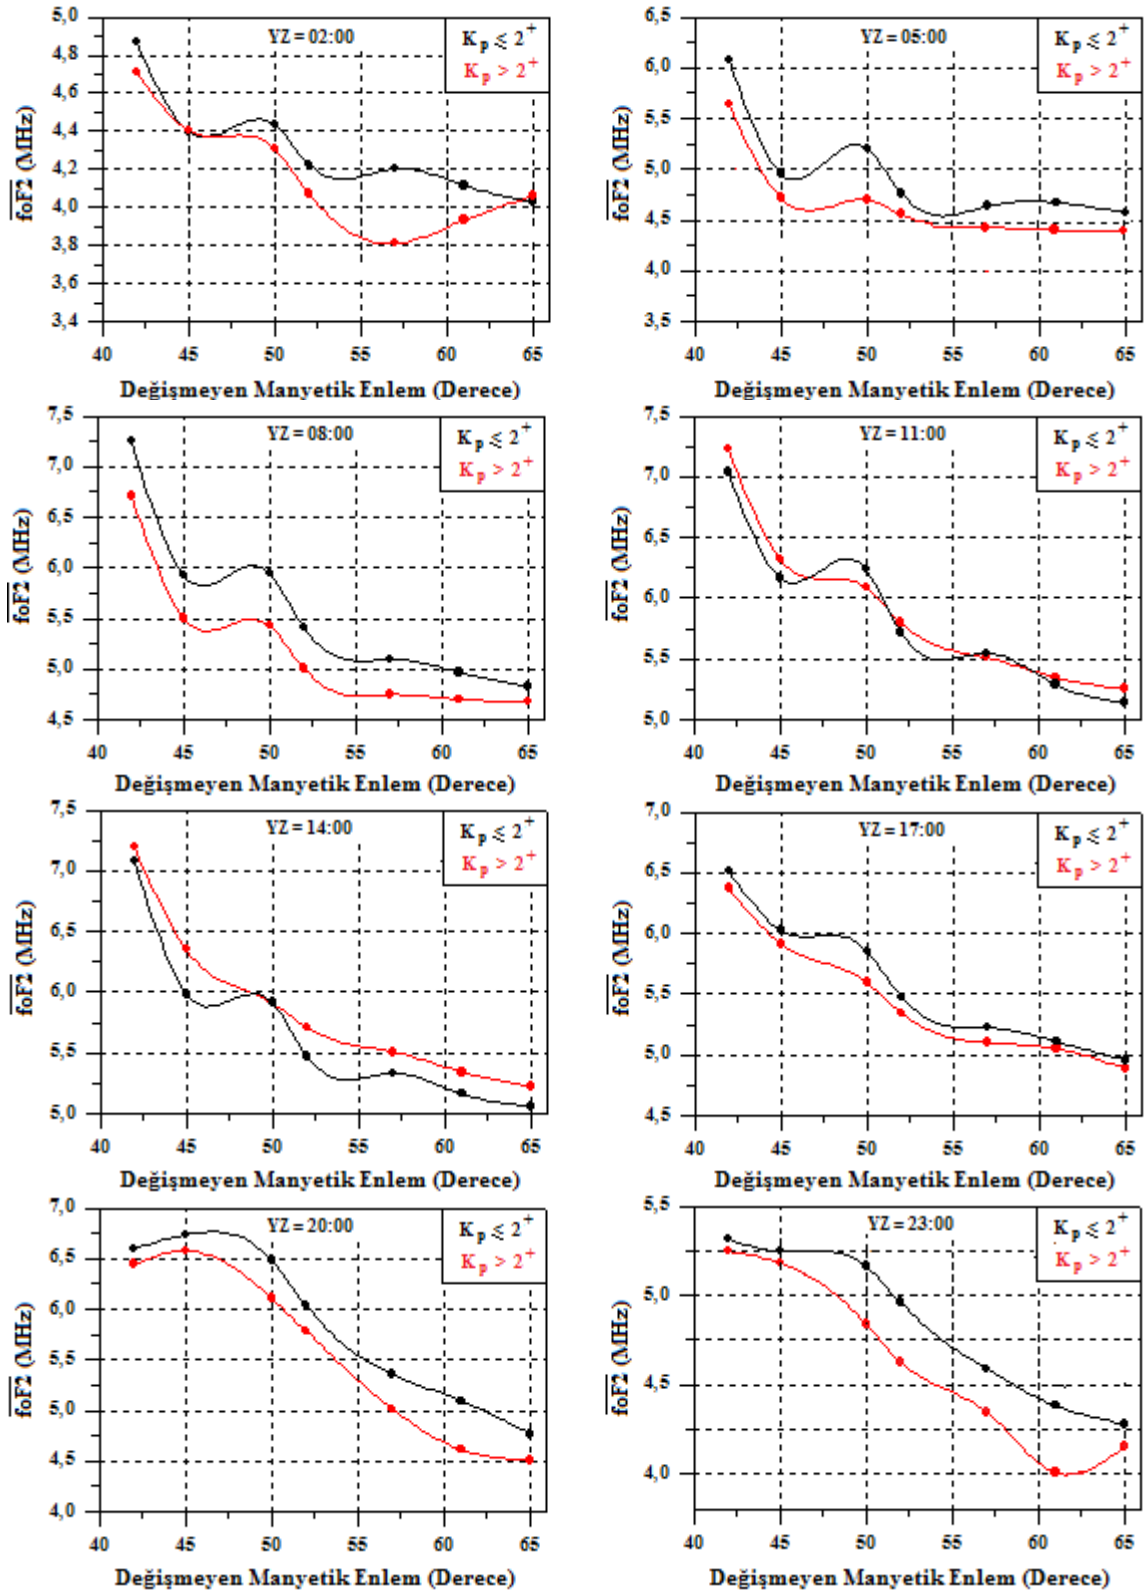 YZ = 02:00
Kp ⩽ 2+
Kp > 2+
foF2 (MHz)
5,0
4,8
4,6
4,4
4,2
4,0
3,8
3,6
3,4
40 45 50 55 60 65
Değişmeyen Manyetik Enlem (Derece)
YZ = 05:00
Kp ⩽ 2+
Kp > 2+
foF2 (MHz)
6,5
6,0
5,5
5,0
4,5
4,0
3,5
40 45 50 55 60 65
Değişmeyen Manyetik Enlem (Derece)
YZ = 08:00
Kp ⩽ 2+
Kp > 2+
foF2 (MHz)
7,5
7,0
6,5
6,0
5,5
5,0
4,5
40 45 50 55 60 65
Değişmeyen Manyetik Enlem (Derece)
YZ = 11:00
Kp ⩽ 2+
Kp > 2+
foF2 (MHz)
7,5
7,0
6,5
6,0
5,5
5,0
40 45 50 55 60 65
Değişmeyen Manyetik Enlem (Derece)
YZ = 14:00
Kp ⩽ 2+
Kp > 2+
foF2 (MHz)
7,5
7,0
6,5
6,0
5,5
5,0
40 45 50 55 60 65
Değişmeyen Manyetik Enlem (Derece)
YZ = 17:00
Kp ⩽ 2+
Kp > 2+
foF2 (MHz)
7,0
6,5
6,0
5,5
5,0
4,5
40 45 50 55 60 65
Değişmeyen Manyetik Enlem (Derece)
YZ = 20:00
Kp ⩽ 2+
Kp > 2+
foF2 (MHz)
7,0
6,5
6,0
5,5
5,0
4,5
4,0
40 45 50 55 60 65
Değişmeyen Manyetik Enlem (Derece)
YZ = 23:00
Kp ⩽ 2+
Kp > 2+
foF2 (MHz)
5,5
5,0
4,5
4,0
40 45 50 55 60 65
Değişmeyen Manyetik Enlem (Derece)